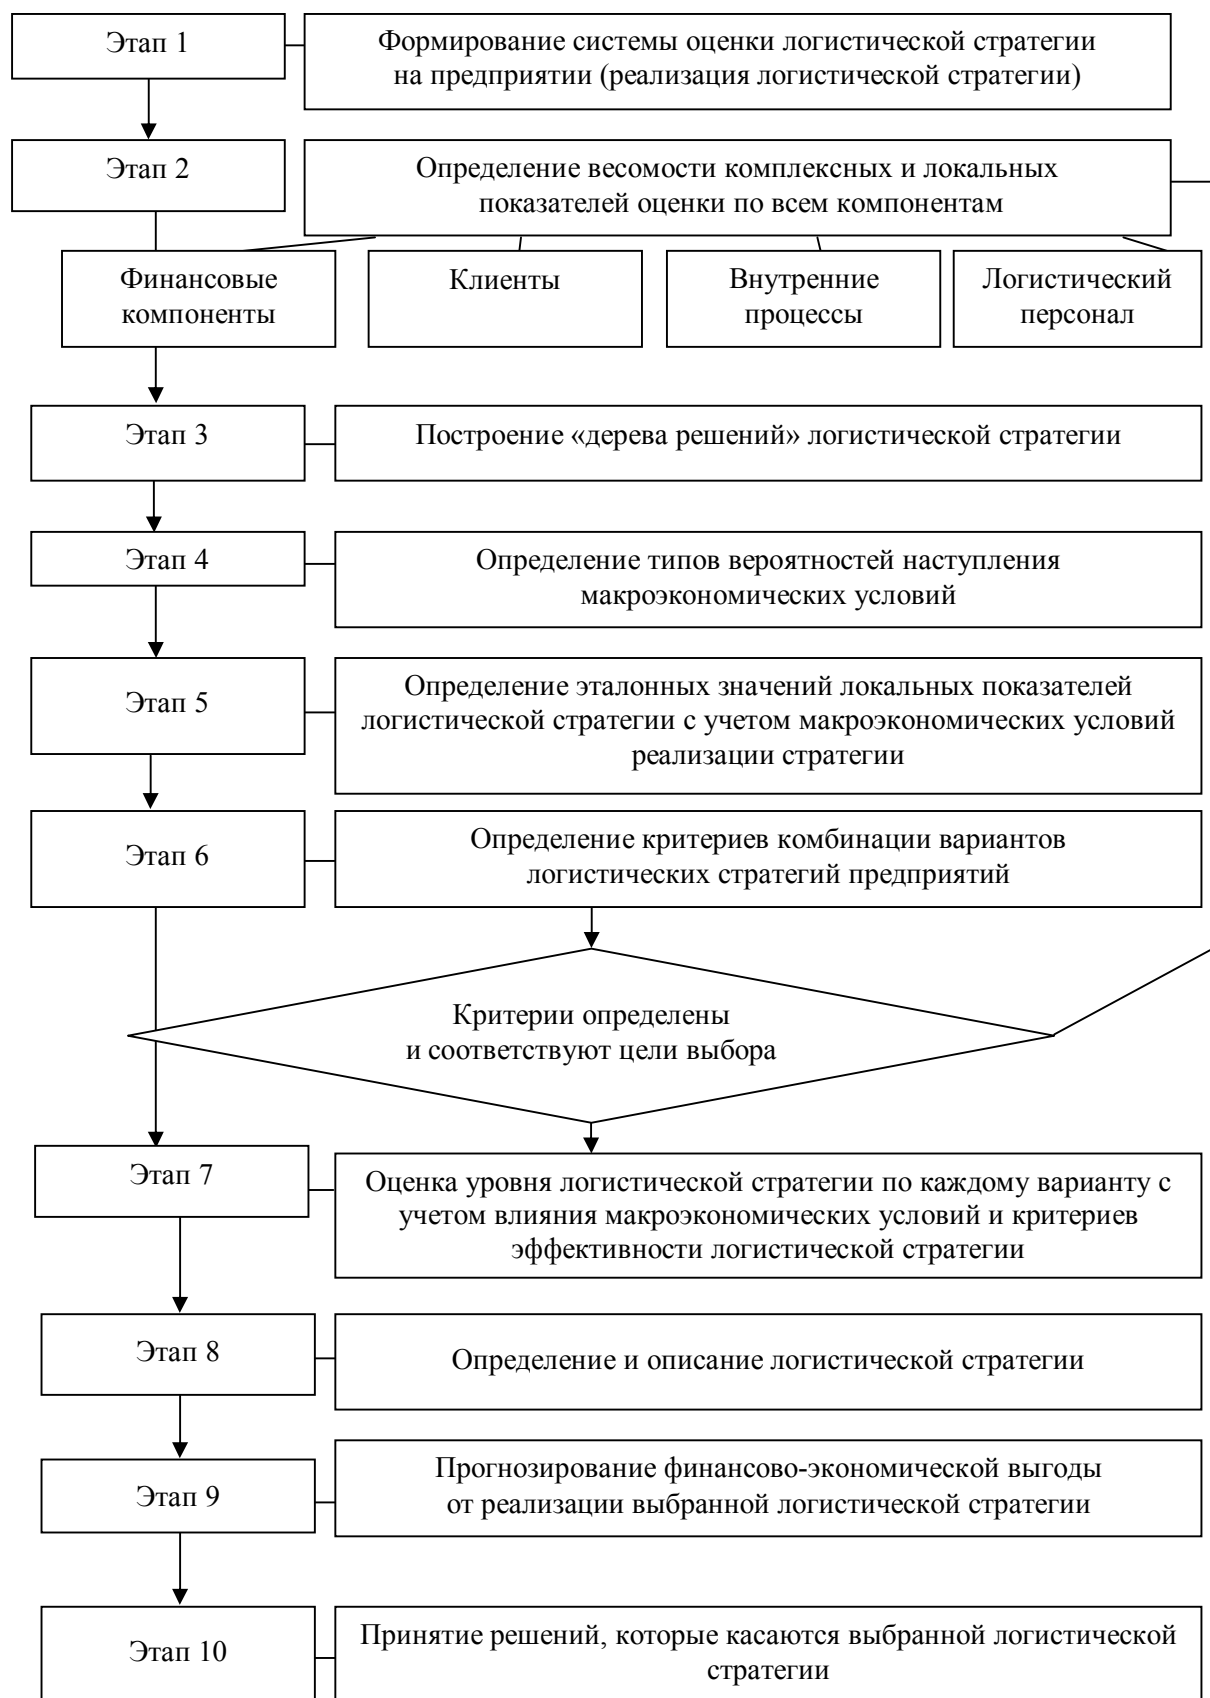 Этап 1
Формирование системы оценки логистической стратегии
на предприятии (реализация логистической стратегии)
Этап 2
Определение весомости комплексных и локальных
показателей оценки по всем компонентам
Финансовые
компоненты
Клиенты
Внутренние
процессы
Логистический
персонал
Этап 3
Построение «дерева решений» логистической стратегии
Этап 4
Определение типов вероятностей наступления
макроэкономических условий
Этап 5
Определение эталонных значений локальных показателей
логистической стратегии с учетом макроэкономических условий
реализации стратегии
Этап 6
Определение критериев комбинации вариантов
логистических стратегий предприятий
Критерии определены
и соответствуют цели выбора
Этап 7
Оценка уровня логистической стратегии по каждому варианту с
учетом влияния макроэкономических условий и критериев
эффективности логистической стратегии
Этап 8
Определение и описание логистической стратегии
Этап 9
Прогнозирование финансово-экономической выгоды
от реализации выбранной логистической стратегии
Этап 10
Принятие решений, которые касаются выбранной логистической
стратегии